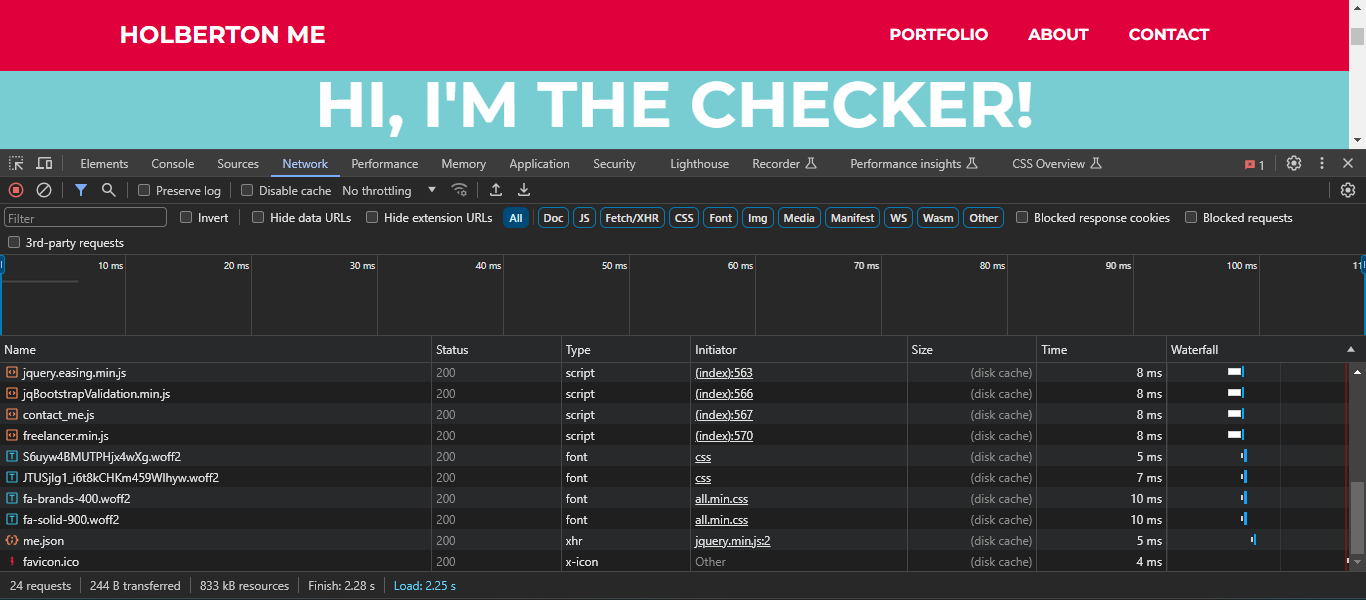 HOLBERTON ME PORTFOLIO ABOUT CONTACT
HI, I'M THE CHECKER!
Elements Console Sources Network Performance Memory Application Security Lighthouse Recorder Performance insights CSS Overview 1
Preserve log Disable cache No throttling
Filter Invert Hide data URLs Hide extension URLs All Doc JS Fetch/XHR CSS Font Img Media Manifest WS Wasm Other Blocked response cookies Blocked requests
3rd-party requests
10 ms 20 ms 30 ms 40 ms 50 ms 60 ms 70 ms 80 ms 90 ms 100 ms 11
Name Status Type Initiator Size Time Waterfall
jquery.easing.min.js 200 script (index):563 (disk cache) 8 ms
jqBootstrapValidation.min.js 200 script (index):566 (disk cache) 8 ms
contact_me.js 200 script (index):567 (disk cache) 8 ms
freelancer.min.js 200 script (index):570 (disk cache) 8 ms
S6uyw4BMUTPHjx4wXg.woff2 200 font css (disk cache) 5 ms
JTUSjIg1_i6t8kCHKm459Wlhyw.woff2 200 font css (disk cache) 7 ms
fa-brands-400.woff2 200 font all.min.css (disk cache) 10 ms
fa-solid-900.woff2 200 font all.min.css (disk cache) 10 ms
me.json 200 xhr jquery.min.js:2 (disk cache) 5 ms
favicon.ico 200 x-icon Other (disk cache) 4 ms
24 requests 244 B transferred 833 kB resources Finish: 2.28 s Load: 2.25 s